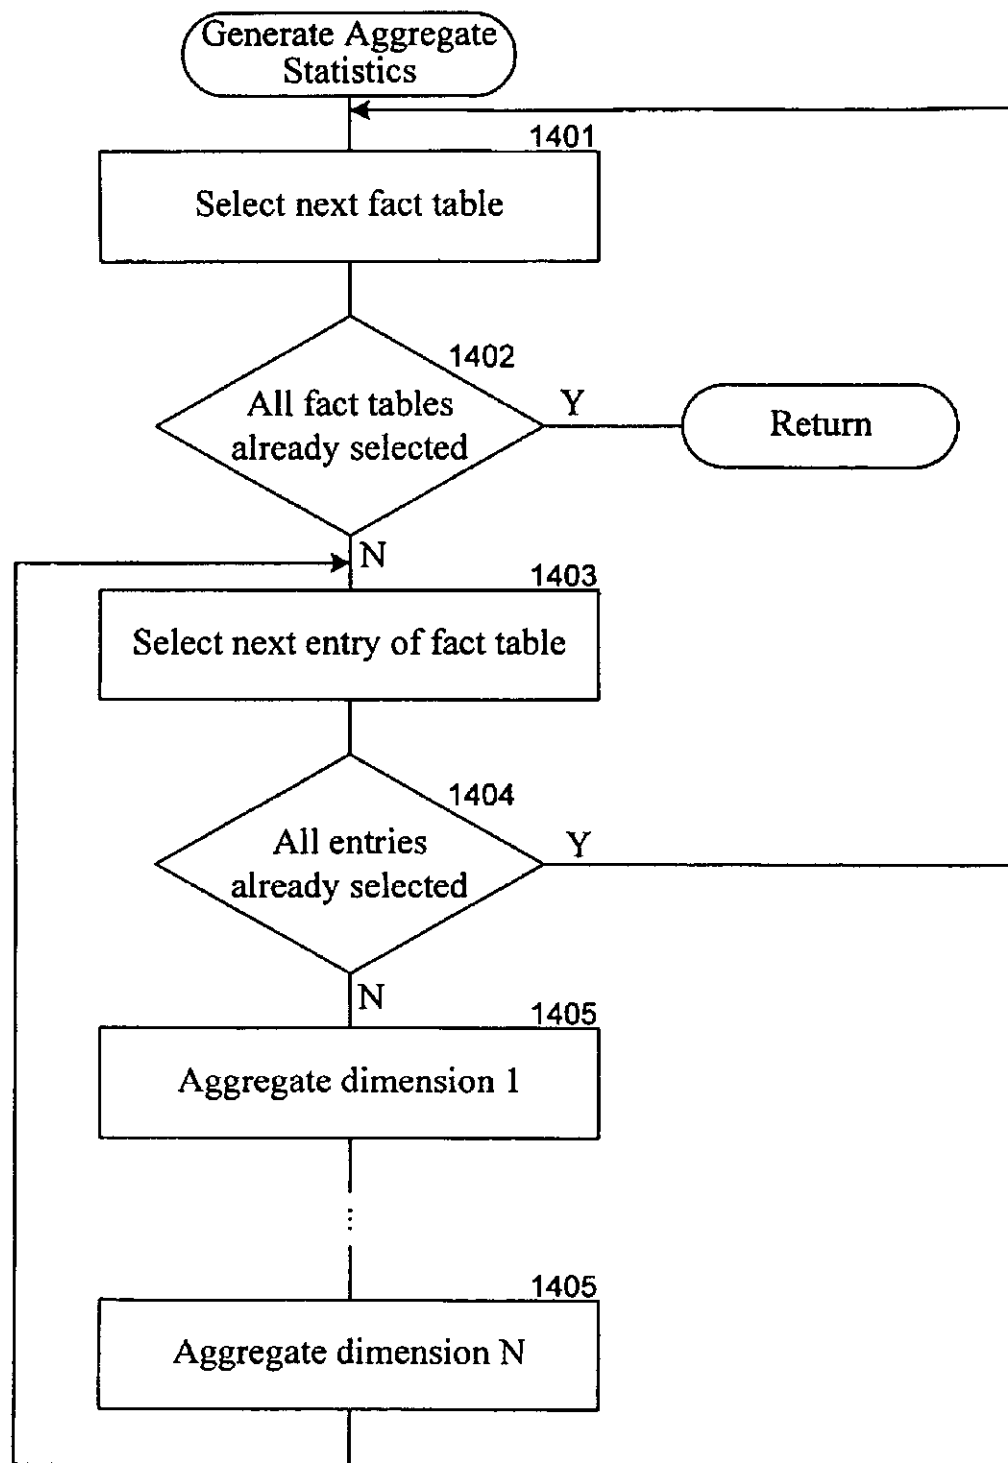 Generate Aggregate
Statistics
1401
Select next fact table
1402
All fact tables
already selected
Y
Return
N
1403
Select next entry of fact table
1404
All entries
already selected
Y
N
1405
Aggregate dimension 1
...
1405
Aggregate dimension N